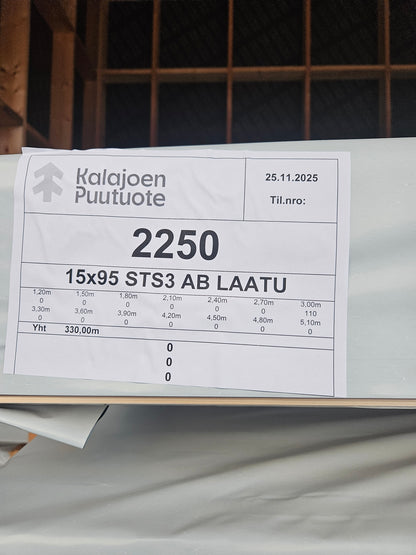 Kalajoen
Puutuote
25.11.2025
Til.nro:
2250
15x95 STS3 AB LAATU
1,20m 1,50m 1,80m 2,10m 2,40m 2,70m 3,00m
0 0 0 0 0 0 110
3,30m 3,60m 3,90m 4,20m 4,50m 4,80m 5,10m
0 0 0 0 0 0 0
Yht 330,00m
0
0
0